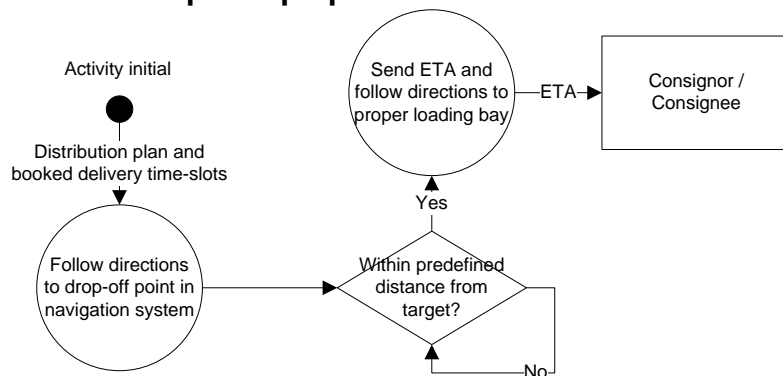 Activity initial
Distribution plan and
booked delivery time-slots
Follow directions
to drop-off point in
navigation system
Within predefined
distance from
target?
No
Yes
Send ETA and
follow directions to
proper loading bay
ETA
Consignor /
Consignee